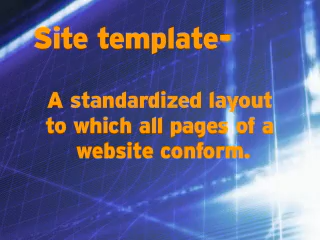 Site template-
A standardized layout
to which all pages of a
website conform.